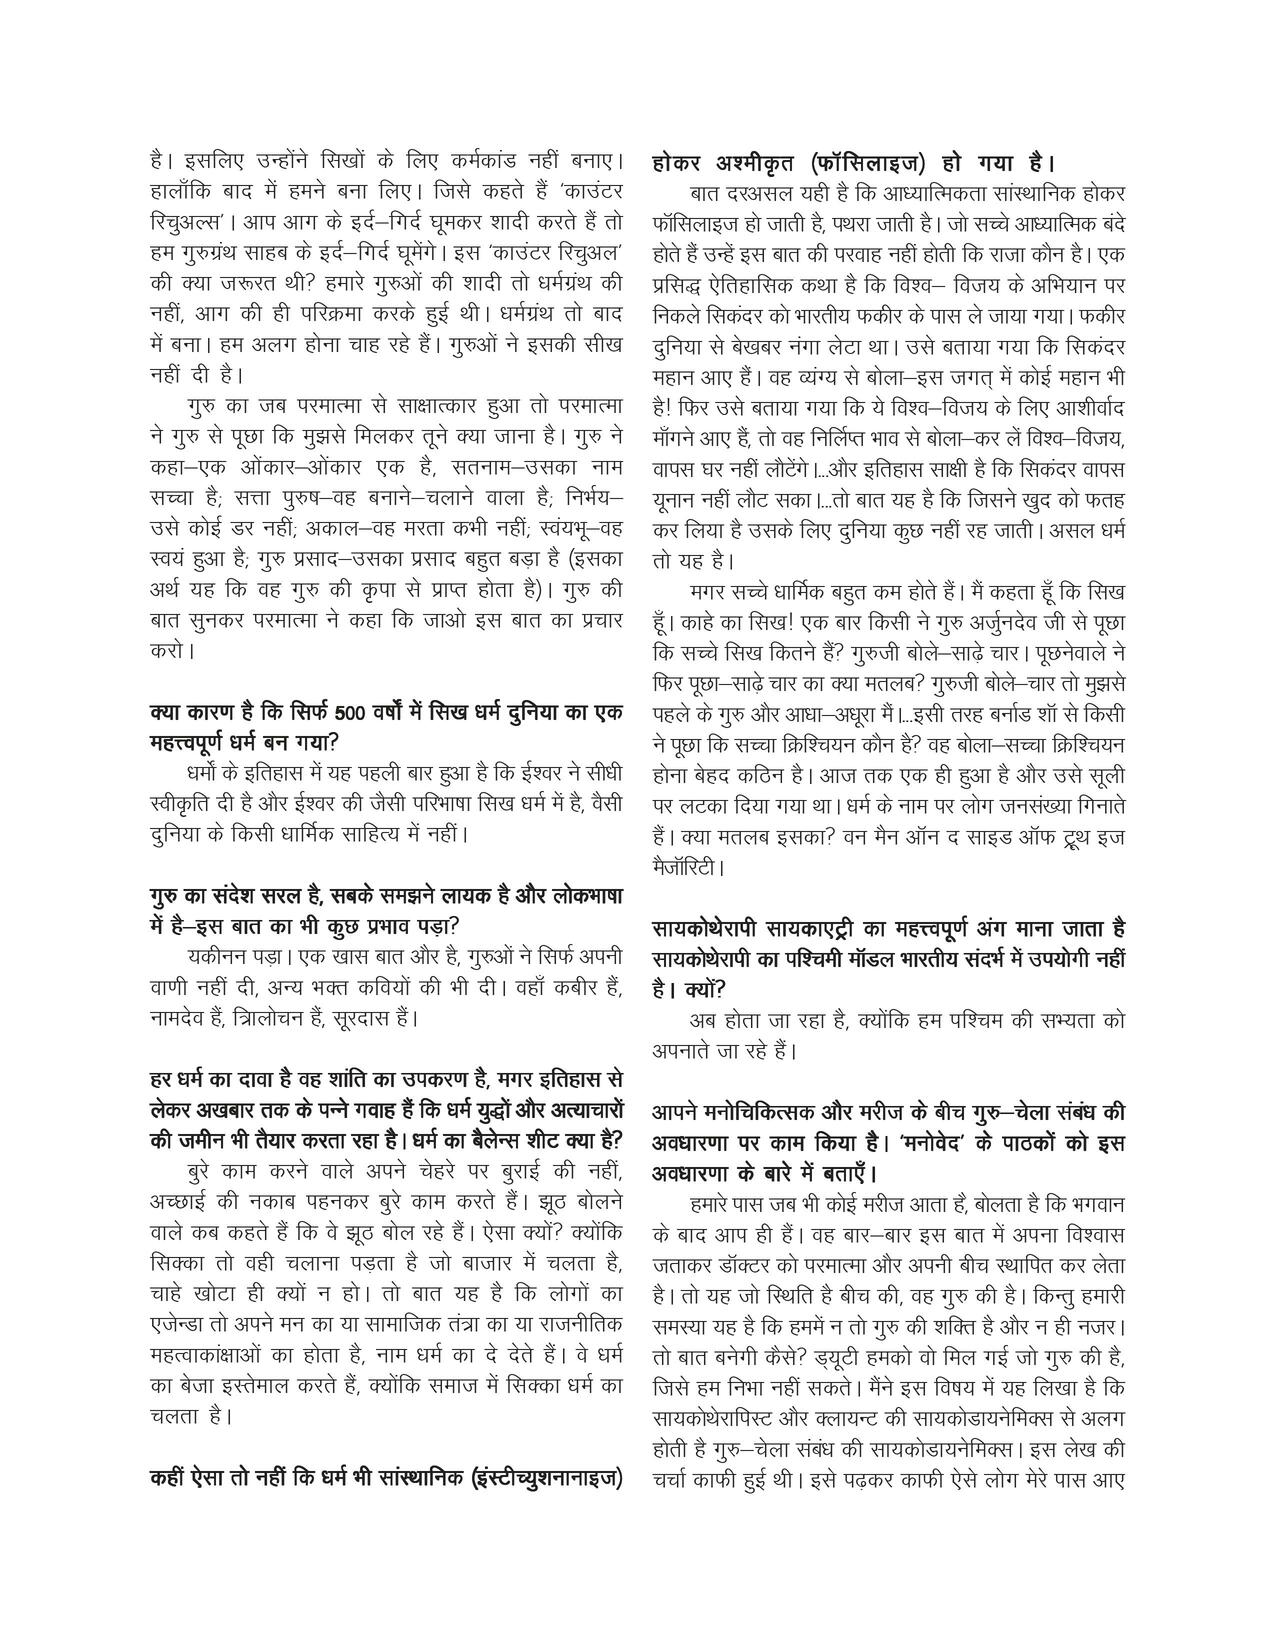 है। इसलिए उन्होंने सिखों के लिए कर्मकांड नहीं बनाए।
हालाँकि बाद में हमने बना लिए। जिसे कहते हैं 'काउंटर
रिचुअल्स'। आप आग के इर्द–गिर्द घूमकर शादी करते हैं तो
हम गुरुग्रंथ साहब के इर्द–गिर्द घूमेंगे। इस 'काउंटर रिचुअल'
की क्या जरूरत थी? हमारे गुरुओं की शादी तो धर्मग्रंथ की
नहीं, आग की ही परिक्रमा करके हुई थी। धर्मग्रंथ तो बाद
में बना। हम अलग होना चाह रहे हैं। गुरुओं ने इसकी सीख
नहीं दी है।
गुरु का जब परमात्मा से साक्षात्कार हुआ तो परमात्मा
ने गुरु से पूछा कि मुझसे मिलकर तूने क्या जाना है। गुरु ने
कहा–एक ओंकार–ओंकार एक है, सतनाम–उसका नाम
सच्चा है; सत्ता पुरुष–वह बनाने–चलाने वाला है; निर्भय–
उसे कोई डर नहीं; अकाल–वह मरता कभी नहीं; स्वंयभू–वह
स्वयं हुआ है; गुरु प्रसाद–उसका प्रसाद बहुत बड़ा है (इसका
अर्थ यह कि वह गुरु की कृपा से प्राप्त होता है)। गुरु की
बात सुनकर परमात्मा ने कहा कि जाओ इस बात का प्रचार
करो।
क्या कारण है कि सिर्फ 500 वर्षों में सिख धर्म दुनिया का एक
महत्त्वपूर्ण धर्म बन गया?
धर्मों के इतिहास में यह पहली बार हुआ है कि ईश्वर ने सीधी
स्वीकृति दी है और ईश्वर की जैसी परिभाषा सिख धर्म में है, वैसी
दुनिया के किसी धार्मिक साहित्य में नहीं।
गुरु का संदेश सरल है, सबके समझने लायक है और लोकभाषा
में है–इस बात का भी कुछ प्रभाव पड़ा?
यकीनन पड़ा। एक खास बात और है, गुरुओं ने सिर्फ अपनी
वाणी नहीं दी, अन्य भक्त कवियों की भी दी। वहाँ कबीर हैं,
नामदेव हैं, त्रिालोचन हैं, सूरदास हैं।
हर धर्म का दावा है वह शांति का उपकरण है, मगर इतिहास से
लेकर अखबार तक के पन्ने गवाह हैं कि धर्म युद्धों और अत्याचारों
की जमीन भी तैयार करता रहा है। धर्म का बैलेन्स शीट क्या है?
बुरे काम करने वाले अपने चेहरे पर बुराई की नहीं,
अच्छाई की नकाब पहनकर बुरे काम करते हैं। झूठ बोलने
वाले कब कहते हैं कि वे झूठ बोल रहे हैं। ऐसा क्यों? क्योंकि
सिक्का तो वही चलाना पड़ता है जो बाजार में चलता है,
चाहे खोटा ही क्यों न हो। तो बात यह है कि लोगों का
एजेन्डा तो अपने मन का या सामाजिक तंत्रा का या राजनीतिक
महत्वाकांक्षाओं का होता है, नाम धर्म का दे देते हैं। वे धर्म
का बेजा इस्तेमाल करते हैं, क्योंकि समाज में सिक्का धर्म का
चलता है।
कहीं ऐसा तो नहीं कि धर्म भी सांस्थानिक (इंस्टीच्युशनानाइज)
होकर अश्मीकृत (फॉसिलाइज) हो गया है।
बात दरअसल यही है कि आध्यात्मिकता सांस्थानिक होकर
फॉसिलाइज हो जाती है, पथरा जाती है। जो सच्चे आध्यात्मिक बंदे
होते हैं उन्हें इस बात की परवाह नहीं होती कि राजा कौन है। एक
प्रसिद्ध ऐतिहासिक कथा है कि विश्व– विजय के अभियान पर
निकले सिकंदर को भारतीय फकीर के पास ले जाया गया। फकीर
दुनिया से बेखबर नंगा लेटा था। उसे बताया गया कि सिकंदर
महान आए हैं। वह व्यंग्य से बोला–इस जगत् में कोई महान भी
है! फिर उसे बताया गया कि ये विश्व–विजय के लिए आशीर्वाद
माँगने आए हैं, तो वह निर्लिप्त भाव से बोला–कर लें विश्व–विजय,
वापस घर नहीं लौटेंगे।...और इतिहास साक्षी है कि सिकंदर वापस
यूनान नहीं लौट सका।...तो बात यह है कि जिसने खुद को फतह
कर लिया है उसके लिए दुनिया कुछ नहीं रह जाती। असल धर्म
तो यह है।
मगर सच्चे धार्मिक बहुत कम होते हैं। मैं कहता हूँ कि सिख
हूँ। काहे का सिख! एक बार किसी ने गुरु अर्जुनदेव जी से पूछा
कि सच्चे सिख कितने हैं? गुरुजी बोले–साढ़े चार। पूछनेवाले ने
फिर पूछा–साढ़े चार का क्या मतलब? गुरुजी बोले–चार तो मुझसे
पहले के गुरु और आधा–अधूरा मैं।...इसी तरह बर्नाड शॉ से किसी
ने पूछा कि सच्चा क्रिश्चियन कौन है? वह बोला–सच्चा क्रिश्चियन
होना बेहद कठिन है। आज तक एक ही हुआ है और उसे सूली
पर लटका दिया गया था। धर्म के नाम पर लोग जनसंख्या गिनाते
हैं। क्या मतलब इसका? वन मैन ऑन द साइड ऑफ ट्रूथ इज
मैजॉरिटी।
सायकोथेरापी सायकाएट्री का महत्त्वपूर्ण अंग माना जाता है
सायकोथेरापी का पश्चिमी मॉडल भारतीय संदर्भ में उपयोगी नहीं
है। क्यों?
अब होता जा रहा है, क्योंकि हम पश्चिम की सभ्यता को
अपनाते जा रहे हैं।
आपने मनोचिकित्सक और मरीज के बीच गुरु–चेला संबंध की
अवधारणा पर काम किया है। 'मनोवेद' के पाठकों को इस
अवधारणा के बारे में बताएँ।
हमारे पास जब भी कोई मरीज आता है, बोलता है कि भगवान
के बाद आप ही हैं। वह बार–बार इस बात में अपना विश्वास
जताकर डॉक्टर को परमात्मा और अपनी बीच स्थापित कर लेता
है। तो यह जो स्थिति है बीच की, वह गुरु की है। किन्तु हमारी
समस्या यह है कि हममें न तो गुरु की शक्ति है और न ही नजर।
तो बात बनेगी कैसे? ड्यूटी हमको वो मिल गई जो गुरु की है,
जिसे हम निभा नहीं सकते। मैंने इस विषय में यह लिखा है कि
सायकोथेरापिस्ट और क्लायन्ट की सायकोडायनेमिक्स से अलग
होती है गुरु–चेला संबंध की सायकोडायनेमिक्स। इस लेख की
चर्चा काफी हुई थी। इसे पढ़कर काफी ऐसे लोग मेरे पास आए